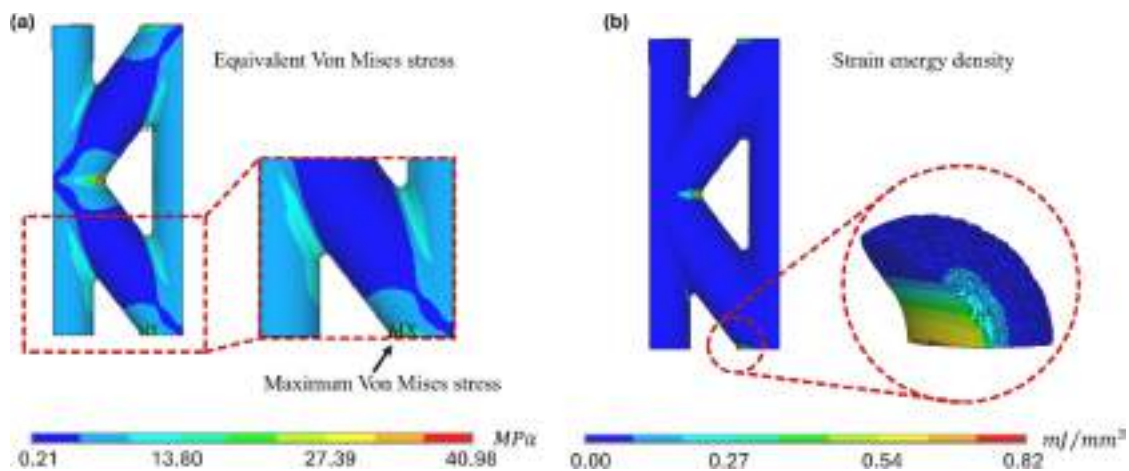 (a)
Equivalent Von Mises stress
MX
Maximum Von Mises stress
MPa
0.21 13.80 27.39 40.98
(b)
Strain energy density
mJ/mm³
0.00 0.27 0.54 0.82